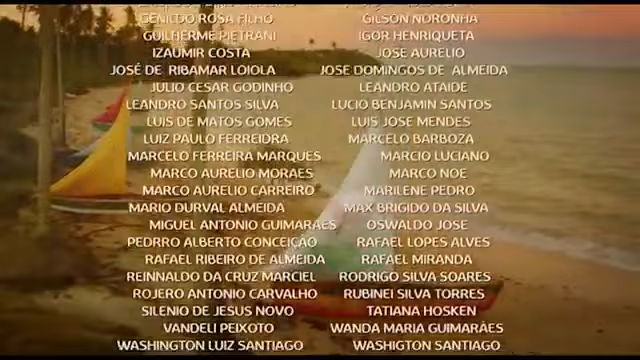 GENILDO ROSA FILHO GILSON NORONHA
GUILHERME PIETRANI IGOR HENRIQUETA
IZAUMIR COSTA JOSE AURELIO
JOSÉ DE RIBAMAR LOIOLA JOSE DOMINGOS DE ALMEIDA
JULIO CESAR GODINHO LEANDRO ATAIDE
LEANDRO SANTOS SILVA LUCIO BENJAMIN SANTOS
LUIS DE MATOS GOMES LUIS JOSE MENDES
LUIZ PAULO FERREIDRA MARCELO BARBOZA
MARCELO FERREIRA MARQUES MARCIO LUCIANO
MARCO AURELIO MORAES MARCO NOE
MARCO AURELIO CARREIRO MARILENE PEDRO
MARIO DURVAL ALMEIDA MAX BRIGIDO DA SILVA
MIGUEL ANTONIO GUIMARAES OSWALDO JOSE
PEDRRO ALBERTO CONCEIÇÃO RAFAEL LOPES ALVES
RAFAEL RIBEIRO DE ALMEIDA RAFAEL MIRANDA
REINNALDO DA CRUZ MARCIEL RODRIGO SILVA SOARES
ROJERO ANTONIO CARVALHO RUBINEI SILVA TORRES
SILENIO DE JESUS NOVO TATIANA HOSKEN
VANDELI PEIXOTO WANDA MARIA GUIMARÃES
WASHINGTON LUIZ SANTIAGO WASHIGTON SANTIAGO